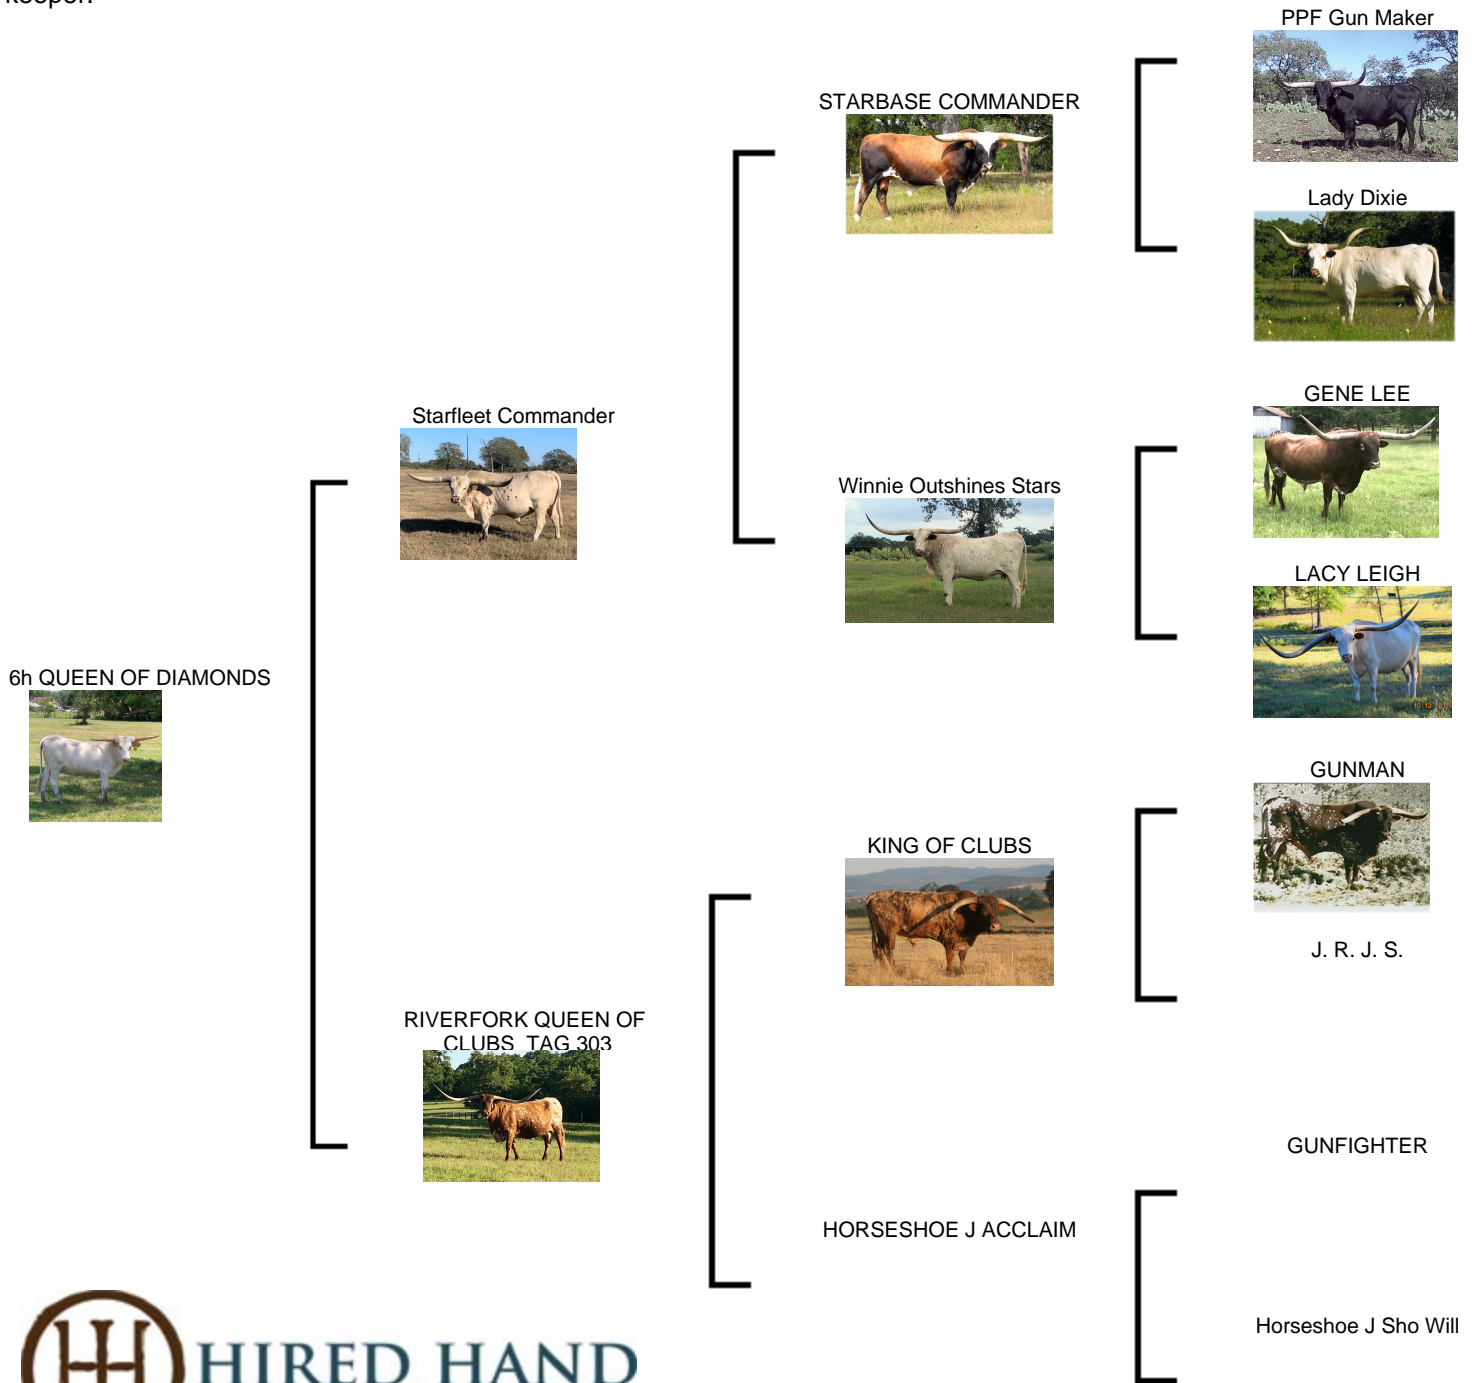 keeper.
PPF Gun Maker
STARBASE COMMANDER
Lady Dixie
GENE LEE
Starfleet Commander
Winnie Outshines Stars
LACY LEIGH
6h QUEEN OF DIAMONDS
GUNMAN
KING OF CLUBS
J. R. J. S.
RIVERFORK QUEEN OF
CLUBS TAG 303
GUNFIGHTER
HORSESHOE J ACCLAIM
Horseshoe J Sho Will
HIRED HAND